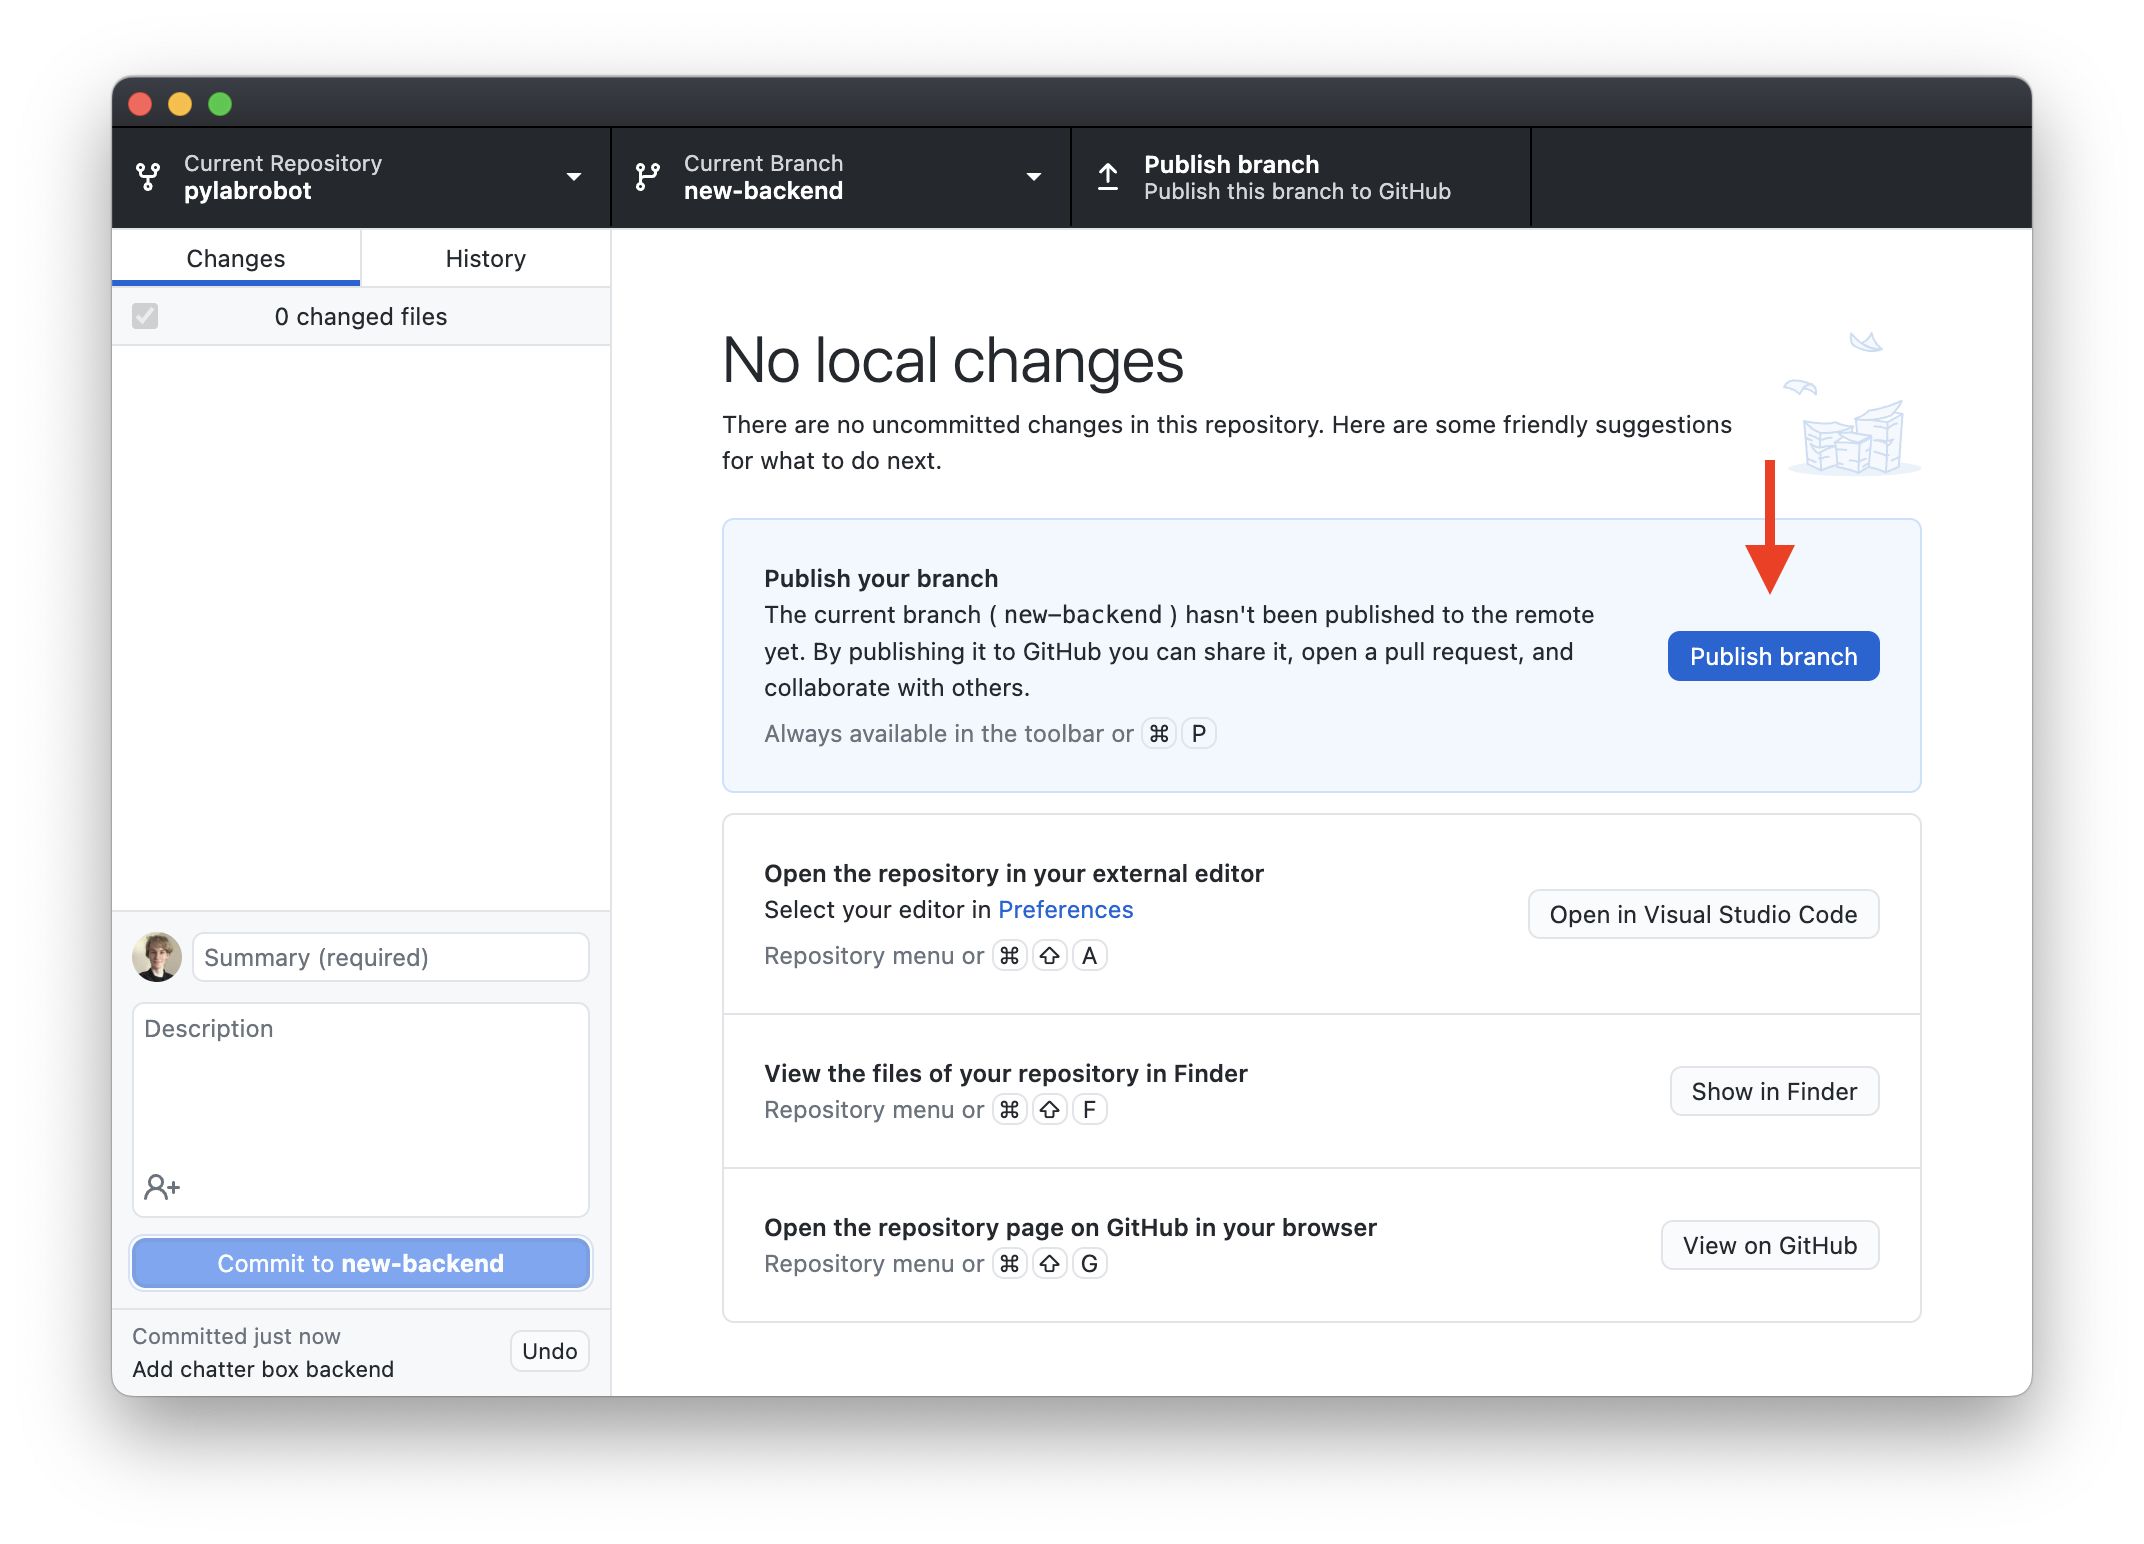 Current Repository
pylabrobot
Current Branch
new-backend
Publish branch
Publish this branch to GitHub
Changes
History
0 changed files
No local changes
There are no uncommitted changes in this repository. Here are some friendly suggestions
for what to do next.
Publish your branch
The current branch ( new-backend ) hasn't been published to the remote
yet. By publishing it to GitHub you can share it, open a pull request, and
collaborate with others.
Always available in the toolbar or ⌘ P
Publish branch
Open the repository in your external editor
Select your editor in Preferences
Repository menu or ⌘ ⇧ A
Open in Visual Studio Code
View the files of your repository in Finder
Repository menu or ⌘ ⇧ F
Show in Finder
Open the repository page on GitHub in your browser
Repository menu or ⌘ ⇧ G
View on GitHub
Summary (required)
Description
Commit to new-backend
Committed just now
Add chatter box backend
Undo